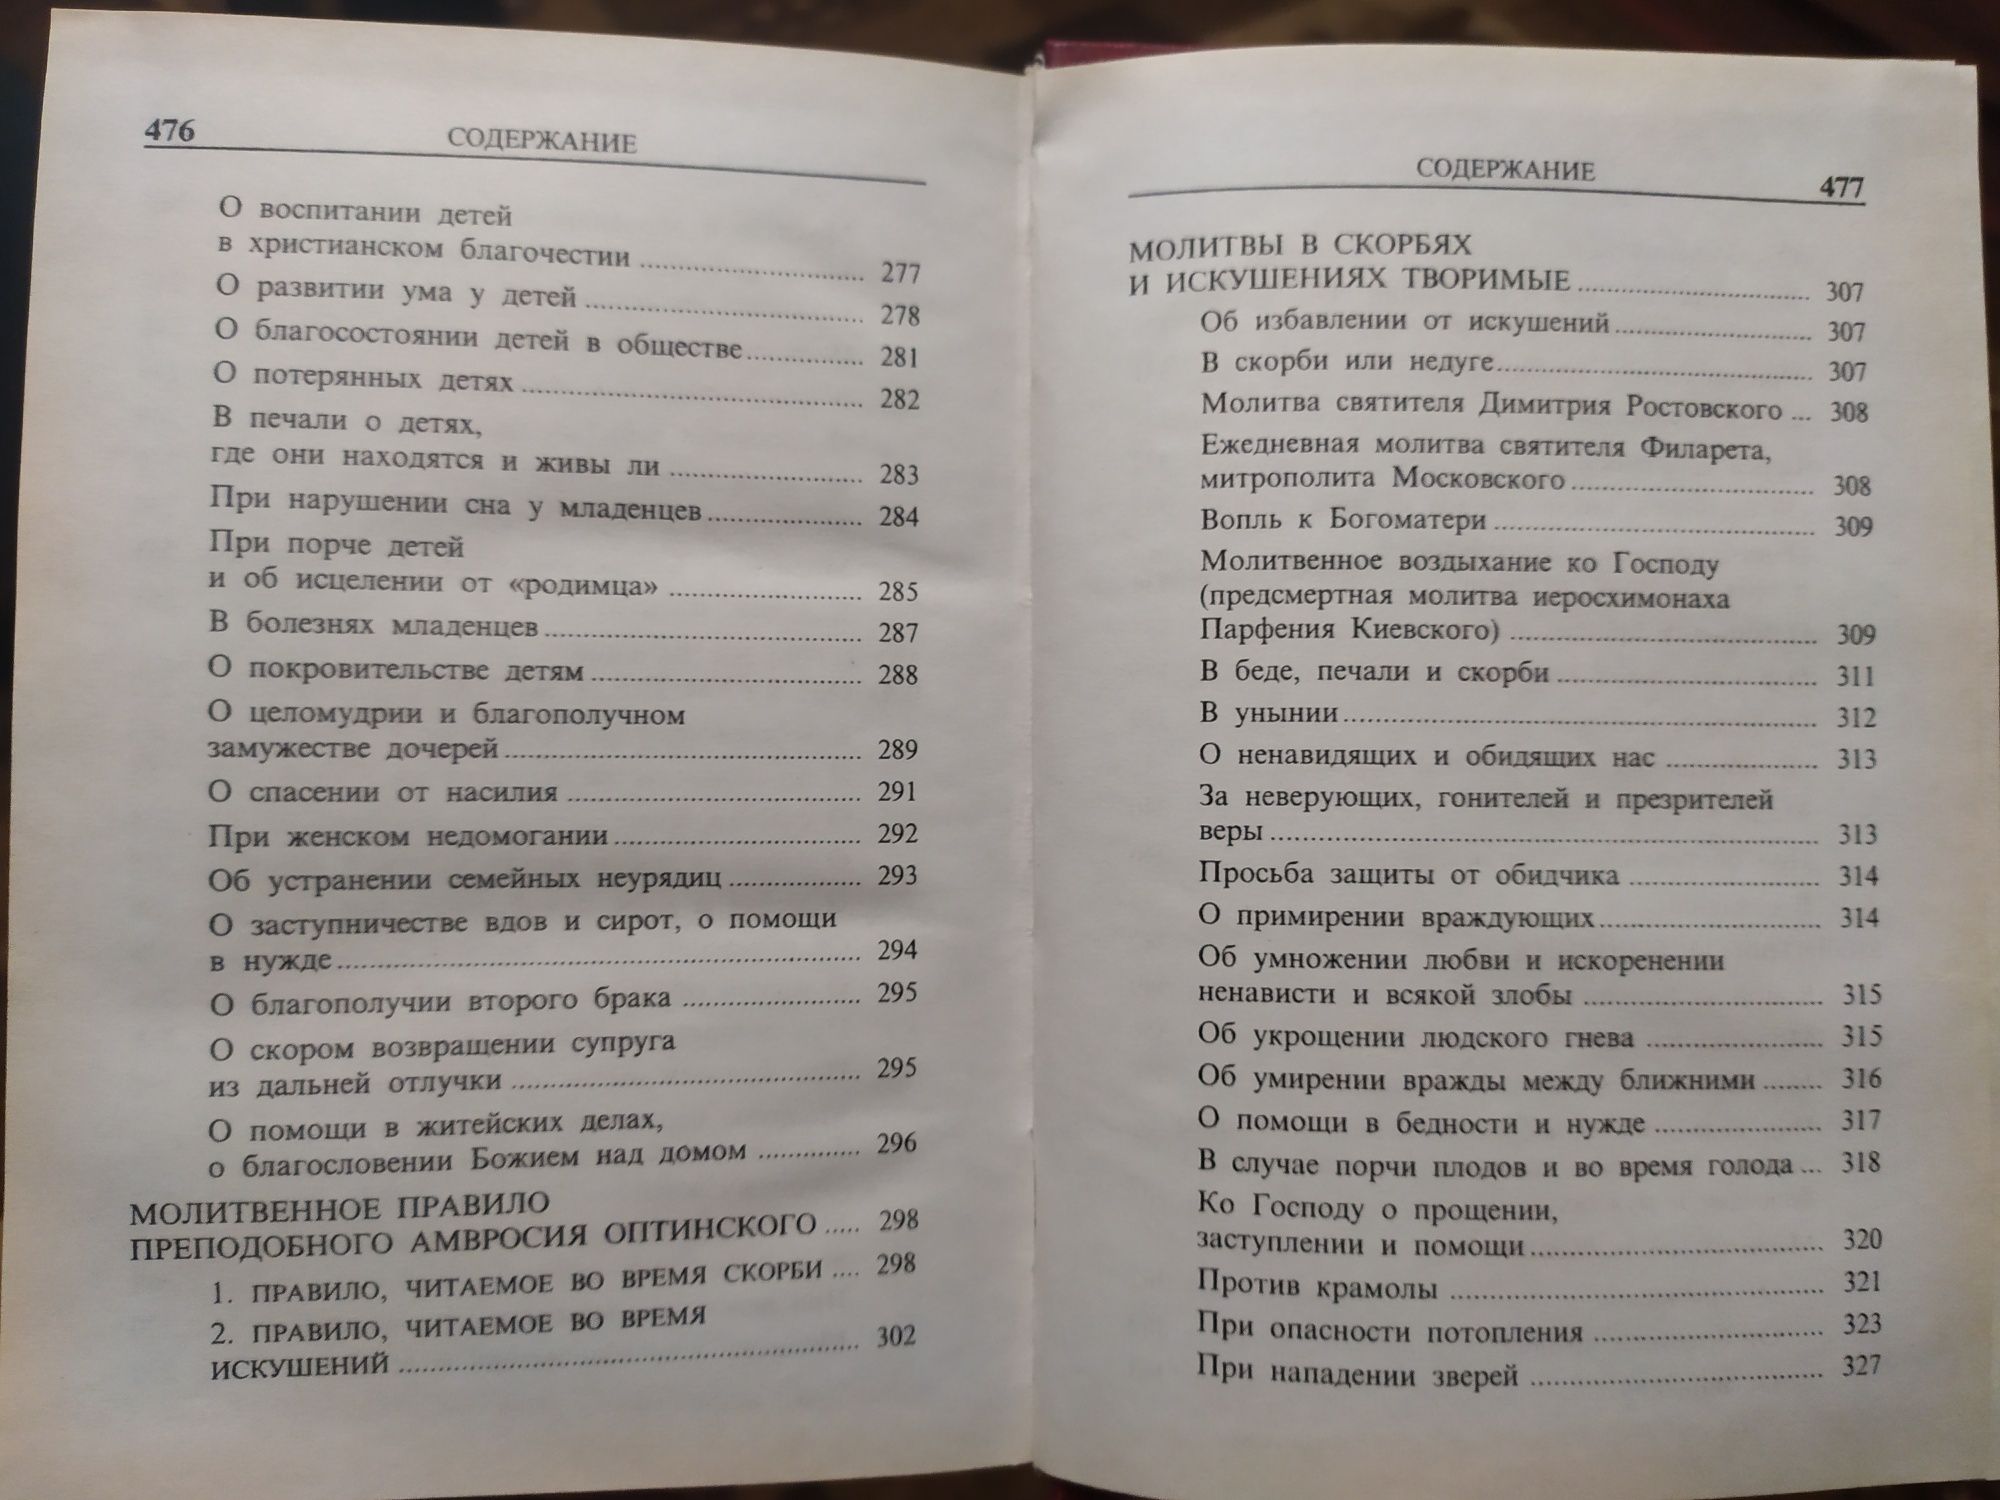 476
СОДЕРЖАНИЕ
О воспитании детей
в христианском благочестии ........ 277
О развитии ума у детей ........ 278
О благосостоянии детей в обществе ........ 281
О потерянных детях ........ 282
В печали о детях,
где они находятся и живы ли ........ 283
При нарушении сна у младенцев ........ 284
При порче детей
и об исцелении от «родимца» ........ 285
В болезнях младенцев ........ 287
О покровительстве детям ........ 288
О целомудрии и благополучном
замужестве дочерей ........ 289
О спасении от насилия ........ 291
При женском недомогании ........ 292
Об устранении семейных неурядиц ........ 293
О заступничестве вдов и сирот, о помощи
в нужде ........ 294
О благополучии второго брака ........ 295
О скором возвращении супруга
из дальней отлучки ........ 295
О помощи в житейских делах,
о благословении Божием над домом ........ 296
МОЛИТВЕННОЕ ПРАВИЛО
ПРЕПОДОБНОГО АМВРОСИЯ ОПТИНСКОГО ..... 298
1. ПРАВИЛО, ЧИТАЕМОЕ ВО ВРЕМЯ СКОРБИ .... 298
2. ПРАВИЛО, ЧИТАЕМОЕ ВО ВРЕМЯ
ИСКУШЕНИЙ ........ 302
СОДЕРЖАНИЕ
477
МОЛИТВЫ В СКОРБЯХ
И ИСКУШЕНИЯХ ТВОРИМЫЕ ........ 307
Об избавлении от искушений ........ 307
В скорби или недуге ........ 307
Молитва святителя Димитрия Ростовского ... 308
Ежедневная молитва святителя Филарета,
митрополита Московского ........ 308
Вопль к Богоматери ........ 309
Молитвенное воздыхание ко Господу
(предсмертная молитва иеросхимонаха
Парфения Киевского) ........ 309
В беде, печали и скорби ........ 311
В унынии ........ 312
О ненавидящих и обидящих нас ........ 313
За неверующих, гонителей и презрителей
веры ........ 313
Просьба защиты от обидчика ........ 314
О примирении враждующих ........ 314
Об умножении любви и искоренении
ненависти и всякой злобы ........ 315
Об укрощении людского гнева ........ 315
Об умирении вражды между ближними ........ 316
О помощи в бедности и нужде ........ 317
В случае порчи плодов и во время голода ... 318
Ко Господу о прощении,
заступлении и помощи ........ 320
Против крамолы ........ 321
При опасности потопления ........ 323
При нападении зверей ........ 327